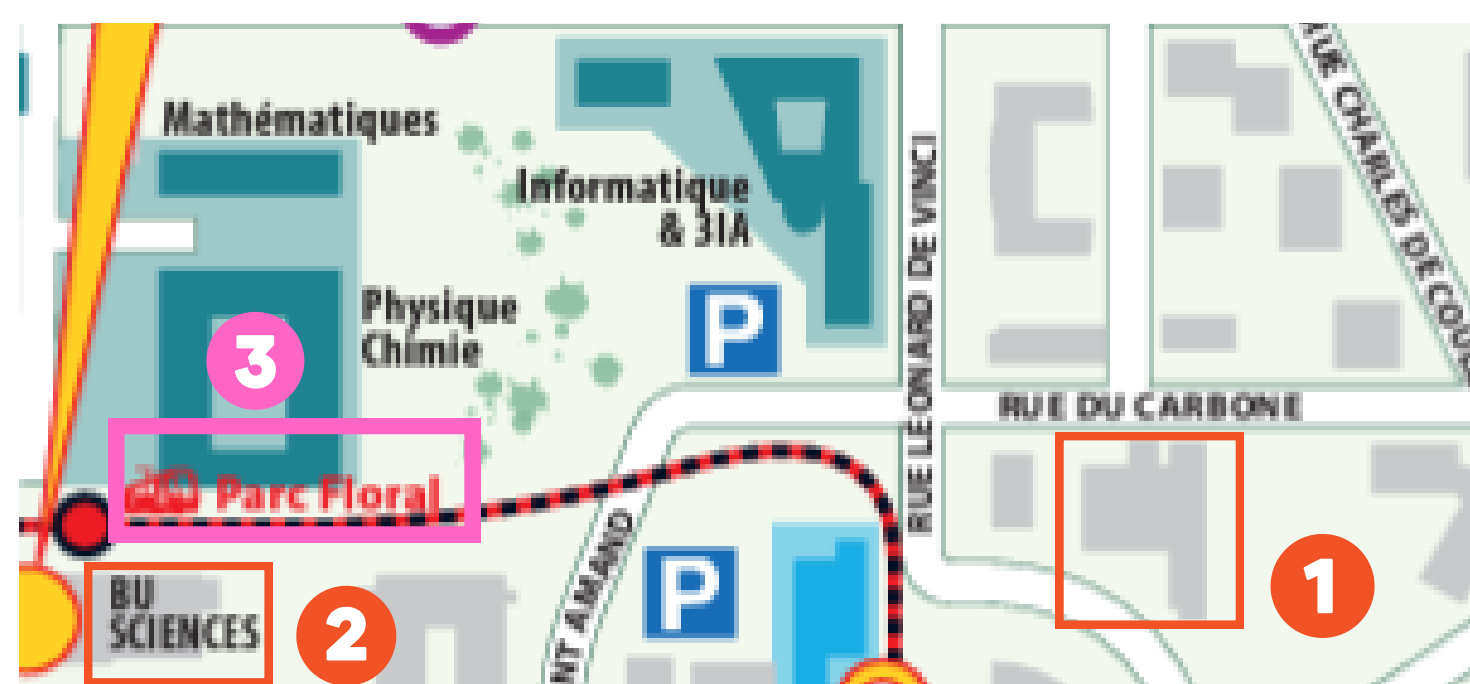 Mathématiques
Informatique
& 3IA
Physique
Chimie
P
3
Parc Floral
RUE LÉONARD DE VINCI
RUE DU CARBONE
BU
SCIENCES
2
P
1